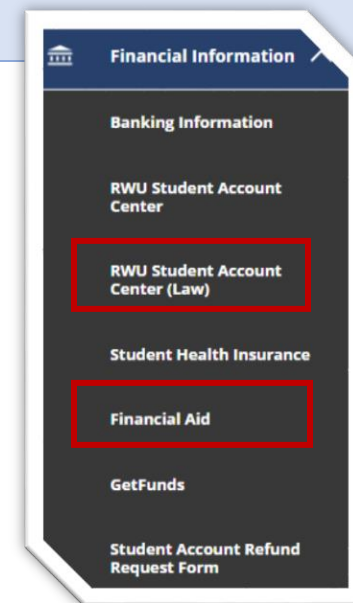 Financial Information
Banking Information
RWU Student Account
Center
RWU Student Account
Center (Law)
Student Health Insurance
Financial Aid
GetFunds
Student Account Refund
Request Form